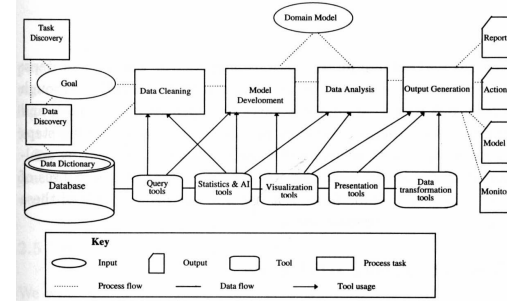 Domain Model
Task
Discovery
Report
Goal
Data Cleaning
Model
Development
Data Analysis
Output Generation
Action
Data
Discovery
Model
Data Dictionary
Database
Query
tools
Statistics & AI
tools
Visualization
tools
Presentation
tools
Data
transformation
tools
Monito
Key
Input
Output
Tool
Process task
Process flow
Data flow
Tool usage